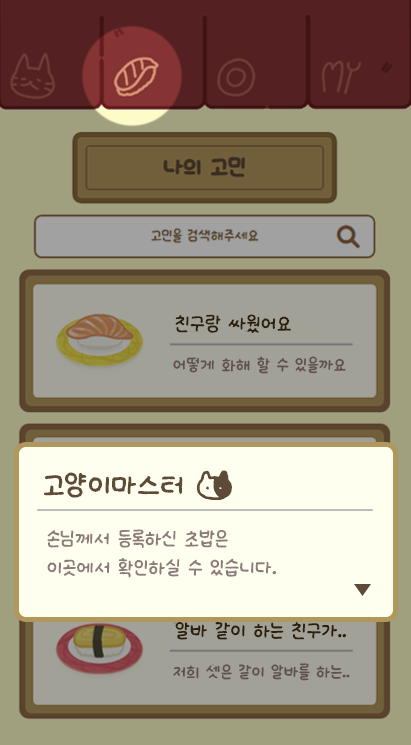 MY
나의 고민
고민을 검색해주세요
친구랑 싸웠어요
어떻게 화해 할 수 있을까요
고양이마스터
손님께서 등록하신 초밥은
이곳에서 확인하실 수 있습니다.
알바 같이 하는 친구가..
저희 셋은 같이 알바를 하는..